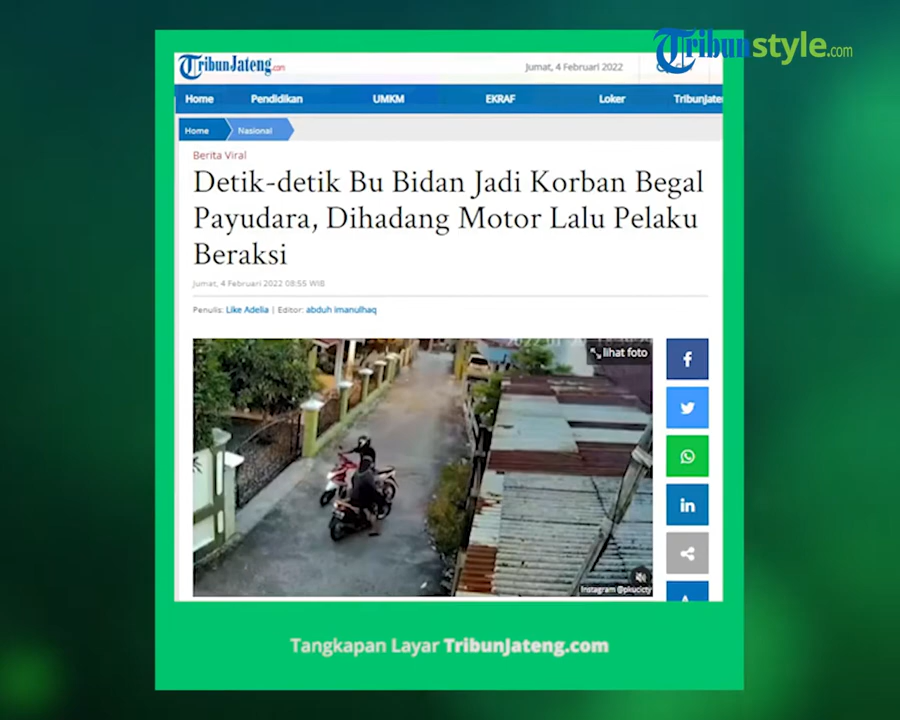 Tribunstyle.com
TribunJateng.com
Jumat, 4 Februari 2022
Home Pendidikan UMKM EKRAF Loker TribunJaten
Home Nasional
Berita Viral
Detik-detik Bu Bidan Jadi Korban Begal
Payudara, Dihadang Motor Lalu Pelaku
Beraksi
Jumat, 4 Februari 2022 08:55 WIB
Penulis: Like Adelia | Editor: abduh imanulhaq
lihat foto
Instagram @pkucicty
Tangkapan Layar TribunJateng.com